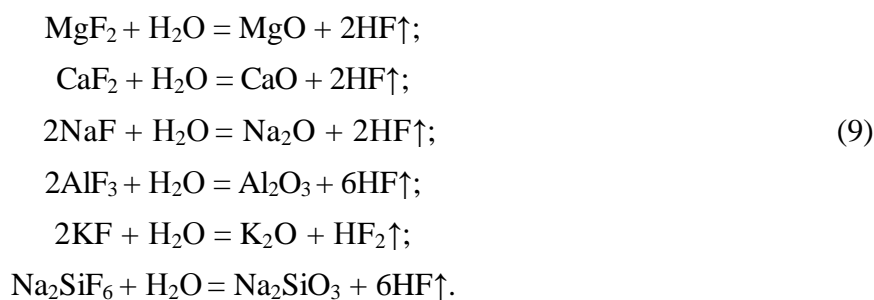 MgF₂ + H₂O = MgO + 2HF↑;
CaF₂ + H₂O = CaO + 2HF↑;
2NaF + H₂O = Na₂O + 2HF↑; (9)
2AlF₃ + H₂O = Al₂O₃ + 6HF↑;
2KF + H₂O = K₂O + HF₂↑;
Na₂SiF₆ + H₂O = Na₂SiO₃ + 6HF↑.